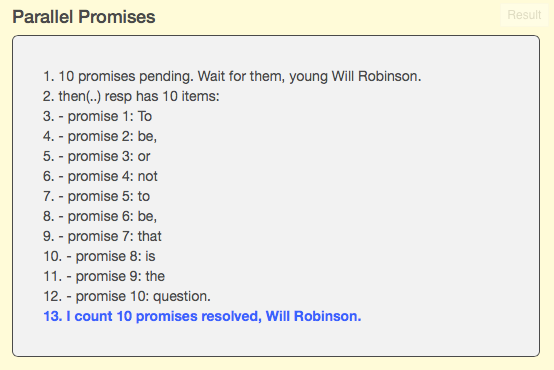 Parallel Promises
Result
1. 10 promises pending. Wait for them, young Will Robinson.
2. then(..) resp has 10 items:
3. - promise 1: To
4. - promise 2: be,
5. - promise 3: or
6. - promise 4: not
7. - promise 5: to
8. - promise 6: be,
9. - promise 7: that
10. - promise 8: is
11. - promise 9: the
12. - promise 10: question.
13. I count 10 promises resolved, Will Robinson.